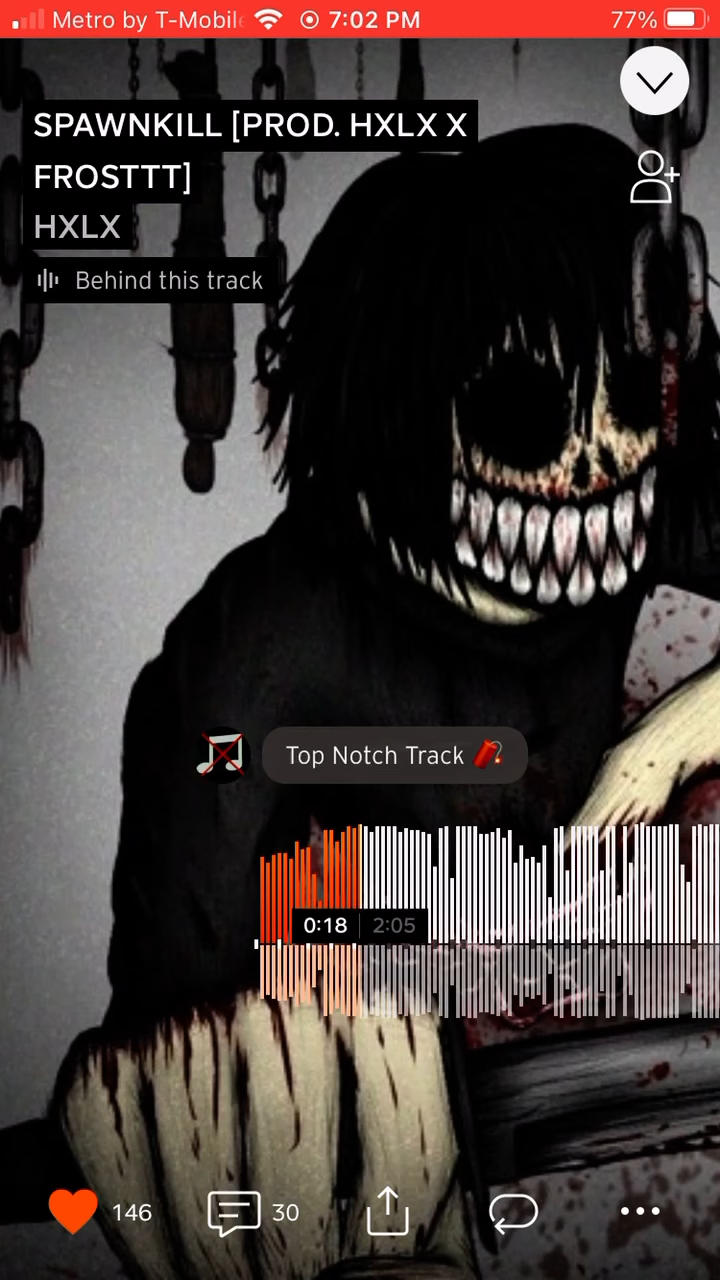 Metro by T-Mobile 7:02 PM 77%
SPAWNKILL [PROD. HXLX X
FROSTTT]
HXLX
Behind this track
Top Notch Track
0:18 2:05
146 30